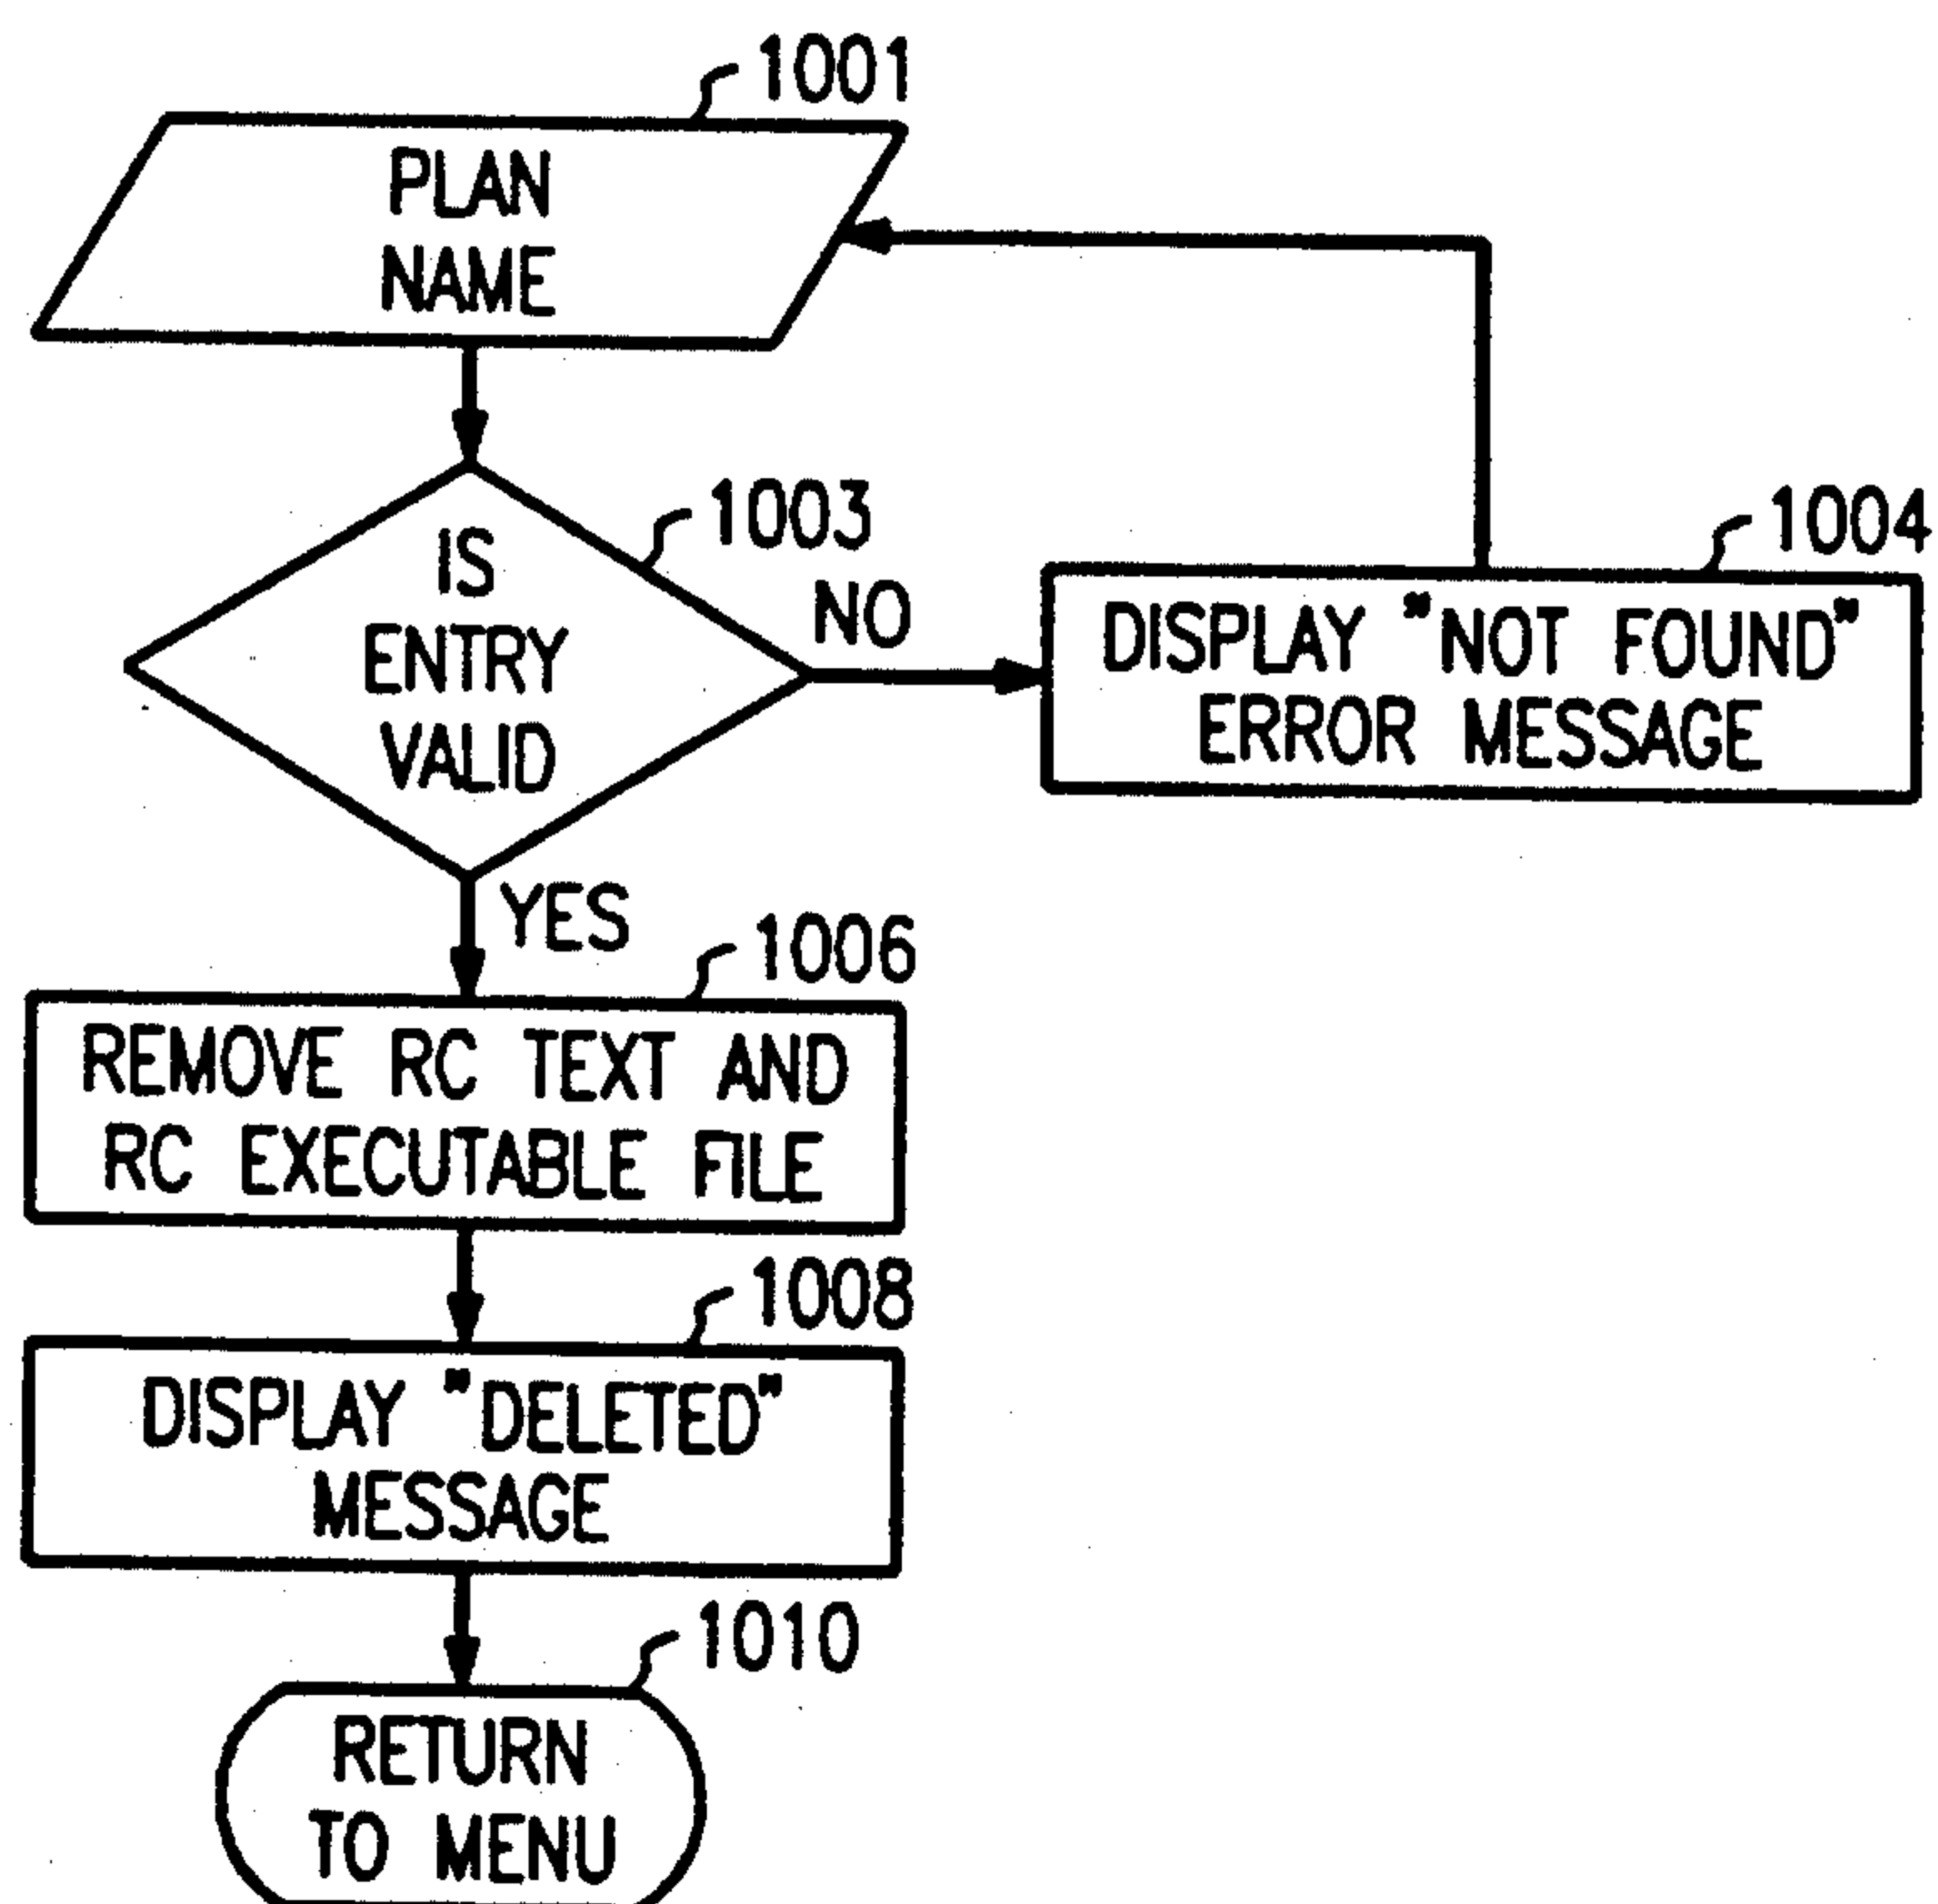 1001
PLAN
NAME
1003
IS
ENTRY
VALID
NO
1004
DISPLAY "NOT FOUND"
ERROR MESSAGE
YES
1006
REMOVE RC TEXT AND
RC EXECUTABLE FILE
1008
DISPLAY "DELETED"
MESSAGE
1010
RETURN
TO MENU